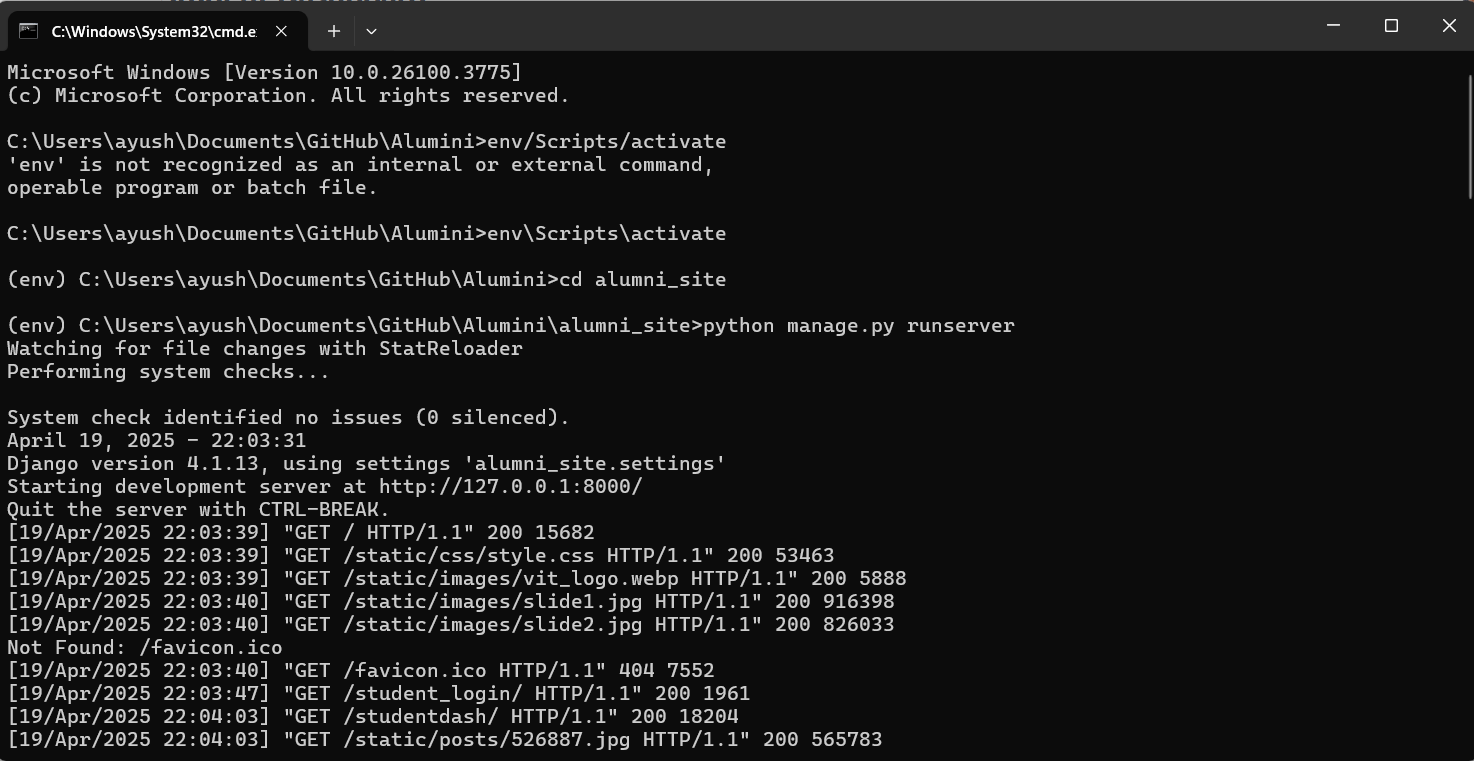 C:\Windows\System32\cmd.e
Microsoft Windows [Version 10.0.26100.3775]
(c) Microsoft Corporation. All rights reserved.
C:\Users\ayush\Documents\GitHub\Alumini>env/Scripts/activate
'env' is not recognized as an internal or external command,
operable program or batch file.
C:\Users\ayush\Documents\GitHub\Alumini>env\Scripts\activate
(env) C:\Users\ayush\Documents\GitHub\Alumini>cd alumni_site
(env) C:\Users\ayush\Documents\GitHub\Alumini\alumni_site>python manage.py runserver
Watching for file changes with StatReloader
Performing system checks...
System check identified no issues (0 silenced).
April 19, 2025 - 22:03:31
Django version 4.1.13, using settings 'alumni_site.settings'
Starting development server at http://127.0.0.1:8000/
Quit the server with CTRL-BREAK.
[19/Apr/2025 22:03:39] "GET / HTTP/1.1" 200 15682
[19/Apr/2025 22:03:39] "GET /static/css/style.css HTTP/1.1" 200 53463
[19/Apr/2025 22:03:39] "GET /static/images/vit_logo.webp HTTP/1.1" 200 5888
[19/Apr/2025 22:03:40] "GET /static/images/slide1.jpg HTTP/1.1" 200 916398
[19/Apr/2025 22:03:40] "GET /static/images/slide2.jpg HTTP/1.1" 200 826033
Not Found: /favicon.ico
[19/Apr/2025 22:03:40] "GET /favicon.ico HTTP/1.1" 404 7552
[19/Apr/2025 22:03:47] "GET /student_login/ HTTP/1.1" 200 1961
[19/Apr/2025 22:04:03] "GET /studentdash/ HTTP/1.1" 200 18204
[19/Apr/2025 22:04:03] "GET /static/posts/526887.jpg HTTP/1.1" 200 565783